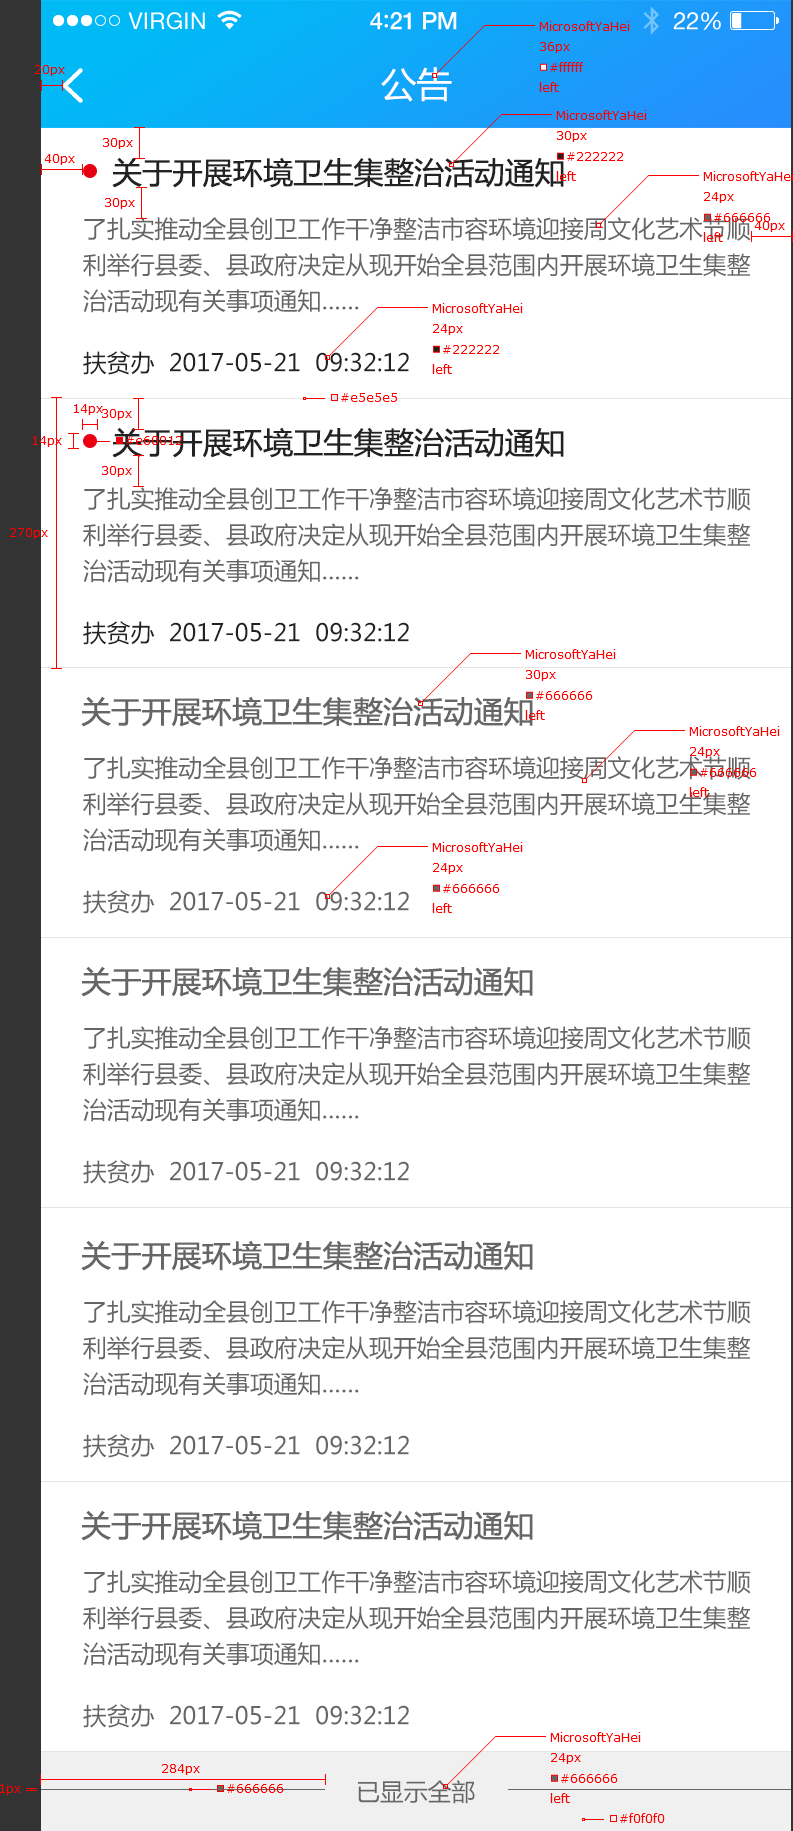 VIRGIN 4:21 PM 22%
MicrosoftYaHei
36px
#ffffff
left
20px
公告
MicrosoftYaHei
30px
#222222
left
30px
40px
关于开展环境卫生集整治活动通知
MicrosoftYaHei
24px
#666666
left
30px
40px
了扎实推动全县创卫工作干净整洁市容环境迎接周文化艺术节顺
利举行县委、县政府决定从现开始全县范围内开展环境卫生集整
治活动现有关事项通知......
MicrosoftYaHei
24px
#222222
left
扶贫办 2017-05-21 09:32:12
#e5e5e5
14px
30px
14px
#e60012
关于开展环境卫生集整治活动通知
30px
270px
了扎实推动全县创卫工作干净整洁市容环境迎接周文化艺术节顺
利举行县委、县政府决定从现开始全县范围内开展环境卫生集整
治活动现有关事项通知......
扶贫办 2017-05-21 09:32:12
MicrosoftYaHei
30px
#666666
left
关于开展环境卫生集整治活动通知
MicrosoftYaHei
24px
#666666
left
了扎实推动全县创卫工作干净整洁市容环境迎接周文化艺术节顺
利举行县委、县政府决定从现开始全县范围内开展环境卫生集整
治活动现有关事项通知......
MicrosoftYaHei
24px
#666666
left
扶贫办 2017-05-21 09:32:12
关于开展环境卫生集整治活动通知
了扎实推动全县创卫工作干净整洁市容环境迎接周文化艺术节顺
利举行县委、县政府决定从现开始全县范围内开展环境卫生集整
治活动现有关事项通知......
扶贫办 2017-05-21 09:32:12
关于开展环境卫生集整治活动通知
了扎实推动全县创卫工作干净整洁市容环境迎接周文化艺术节顺
利举行县委、县政府决定从现开始全县范围内开展环境卫生集整
治活动现有关事项通知......
扶贫办 2017-05-21 09:32:12
关于开展环境卫生集整治活动通知
了扎实推动全县创卫工作干净整洁市容环境迎接周文化艺术节顺
利举行县委、县政府决定从现开始全县范围内开展环境卫生集整
治活动现有关事项通知......
扶贫办 2017-05-21 09:32:12
MicrosoftYaHei
24px
#666666
left
284px
1px
#666666
已显示全部
#f0f0f0